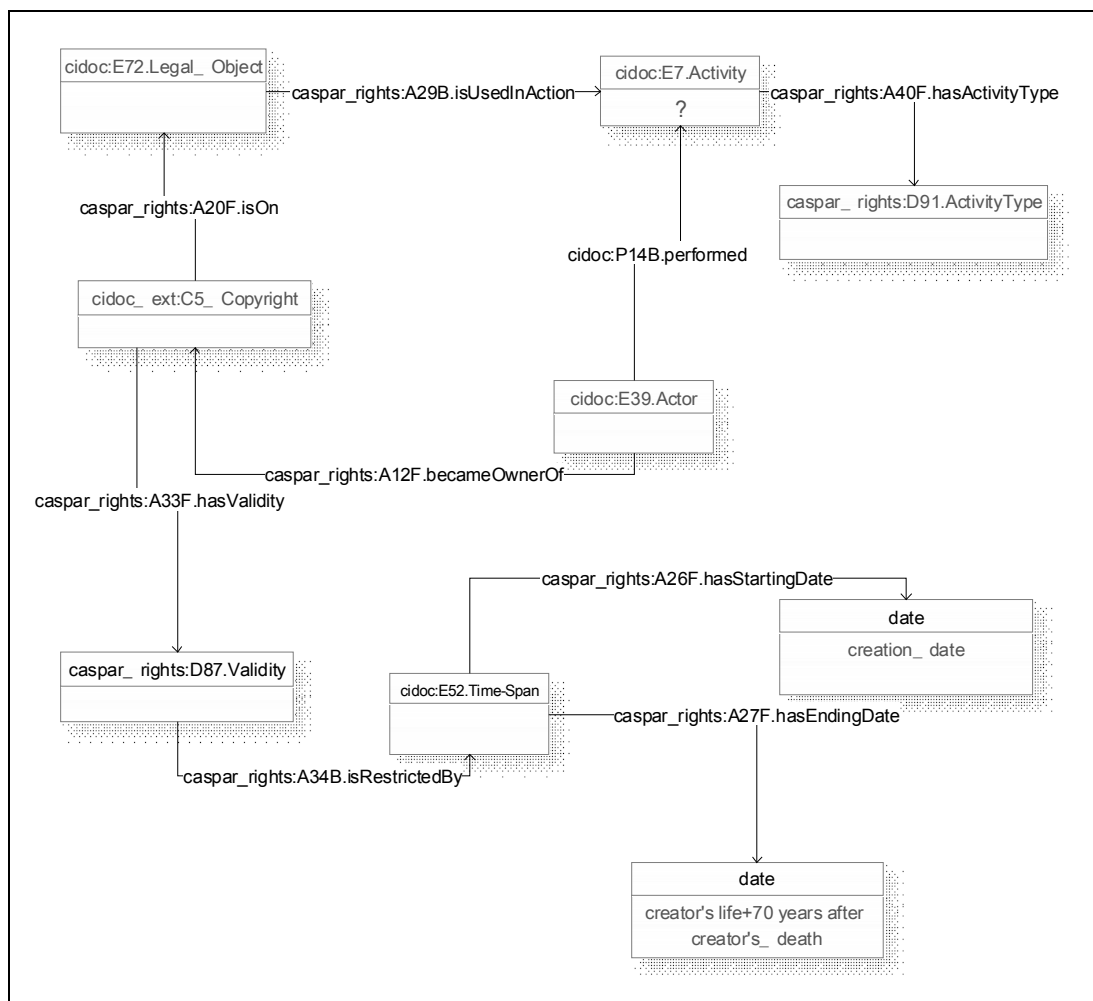 cidoc:E72.Legal_ Object
cidoc:E7.Activity
caspar_rights:A29B.isUsedInAction
caspar_rights:A40F.hasActivityType
?
caspar_ rights:D91.ActivityType
caspar_rights:A20F.isOn
cidoc:P14B.performed
cidoc_ ext:C5_ Copyright
cidoc:E39.Actor
caspar_rights:A12F.becameOwnerOf
caspar_rights:A33F.hasValidity
caspar_rights:A26F.hasStartingDate
date
creation_ date
caspar_ rights:D87.Validity
cidoc:E52.Time-Span
caspar_rights:A27F.hasEndingDate
caspar_rights:A34B.isRestrictedBy
date
creator's life+70 years after
creator's_ death